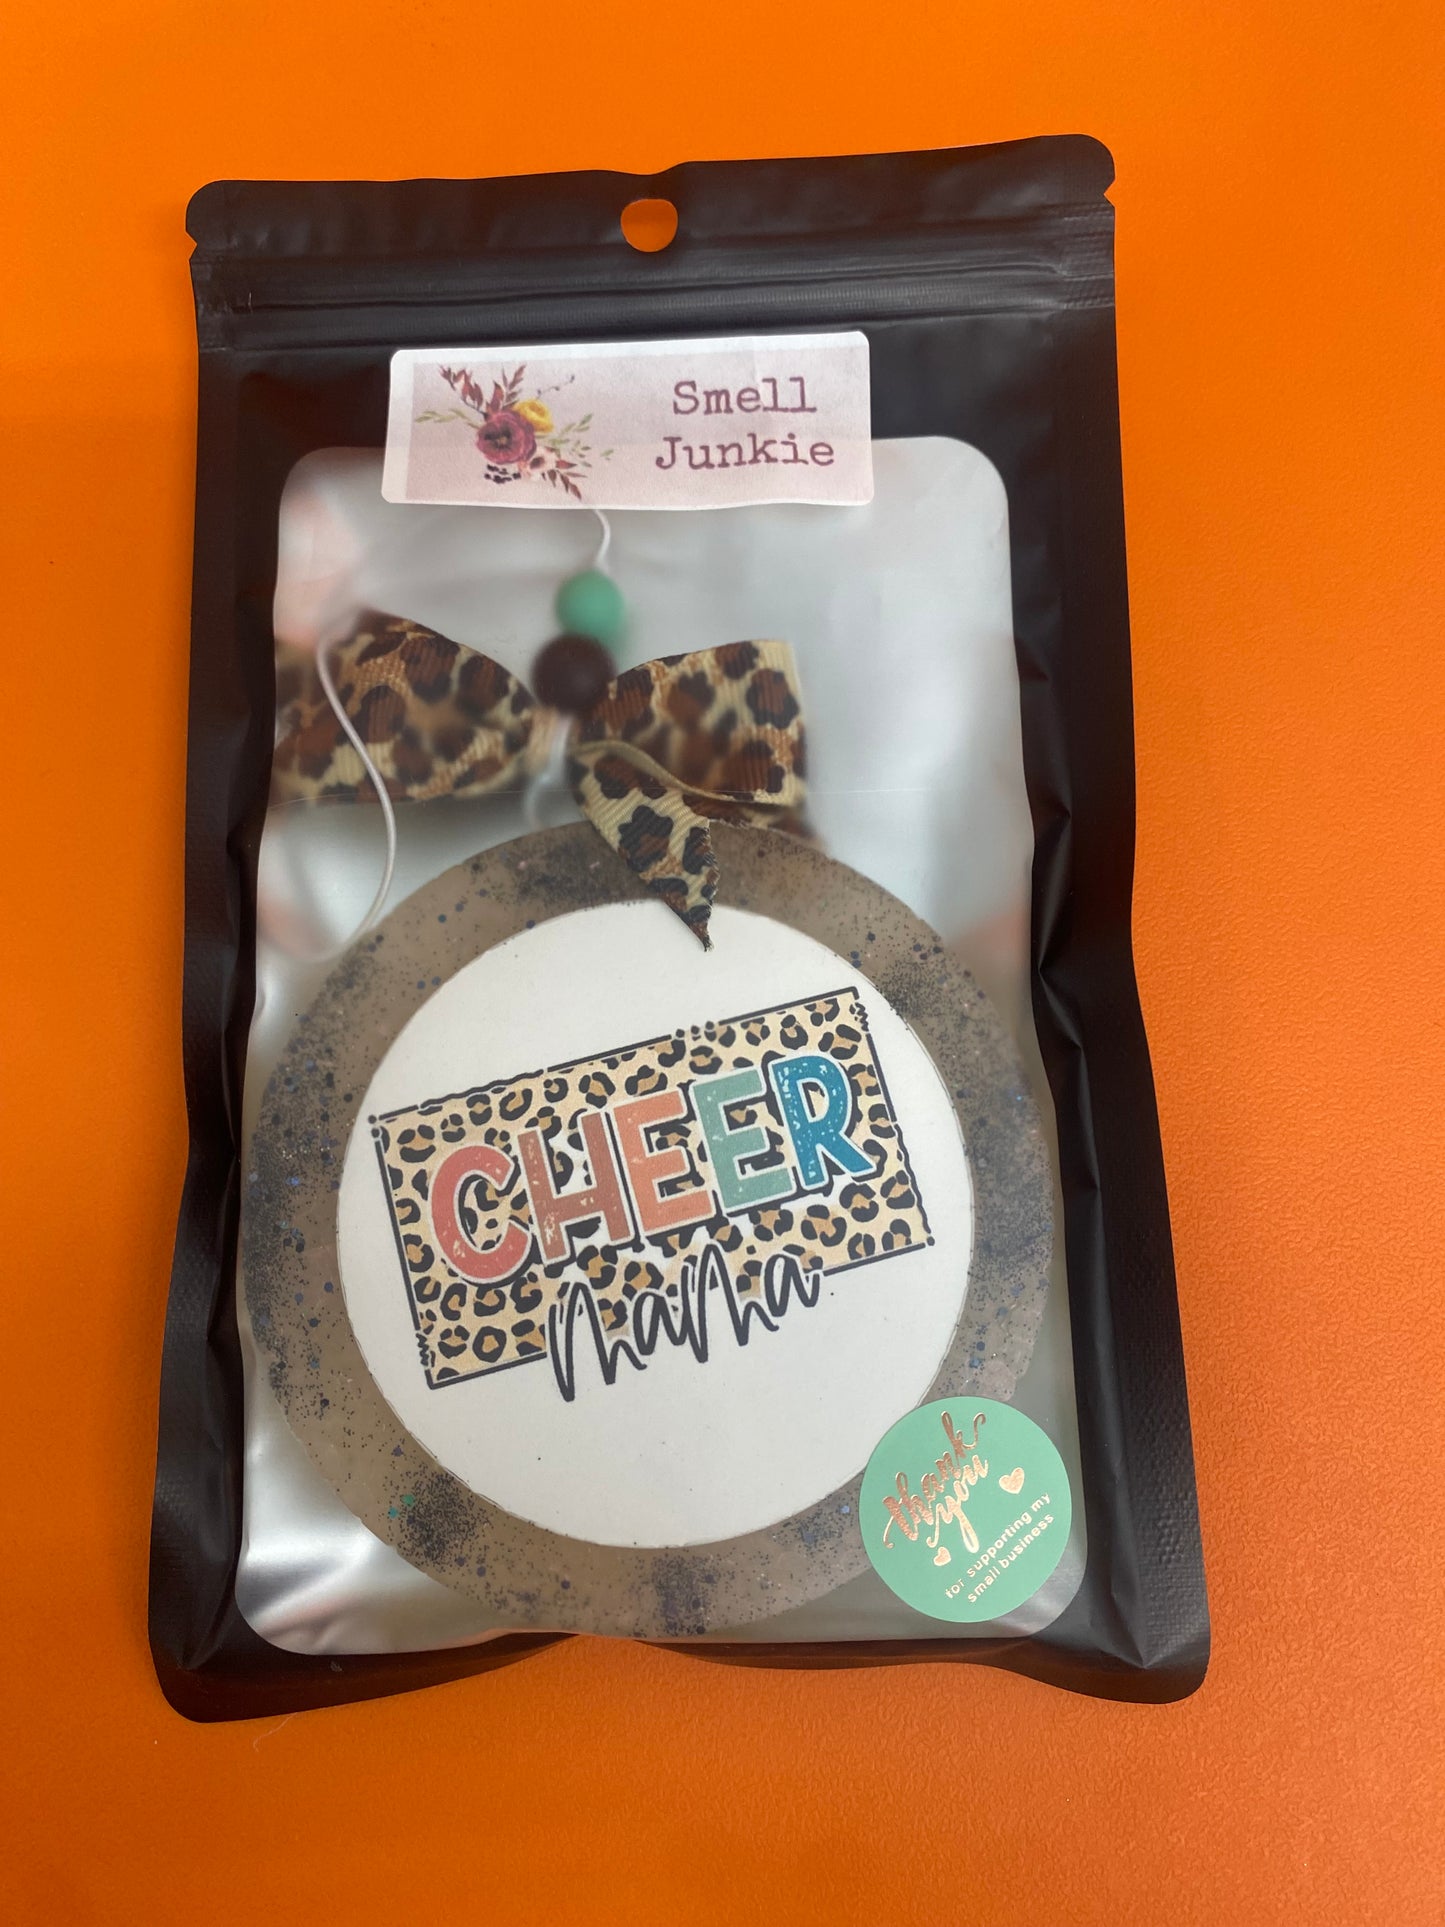 Smell
Junkie
CHEER
mama
thank
you
for supporting my
small business